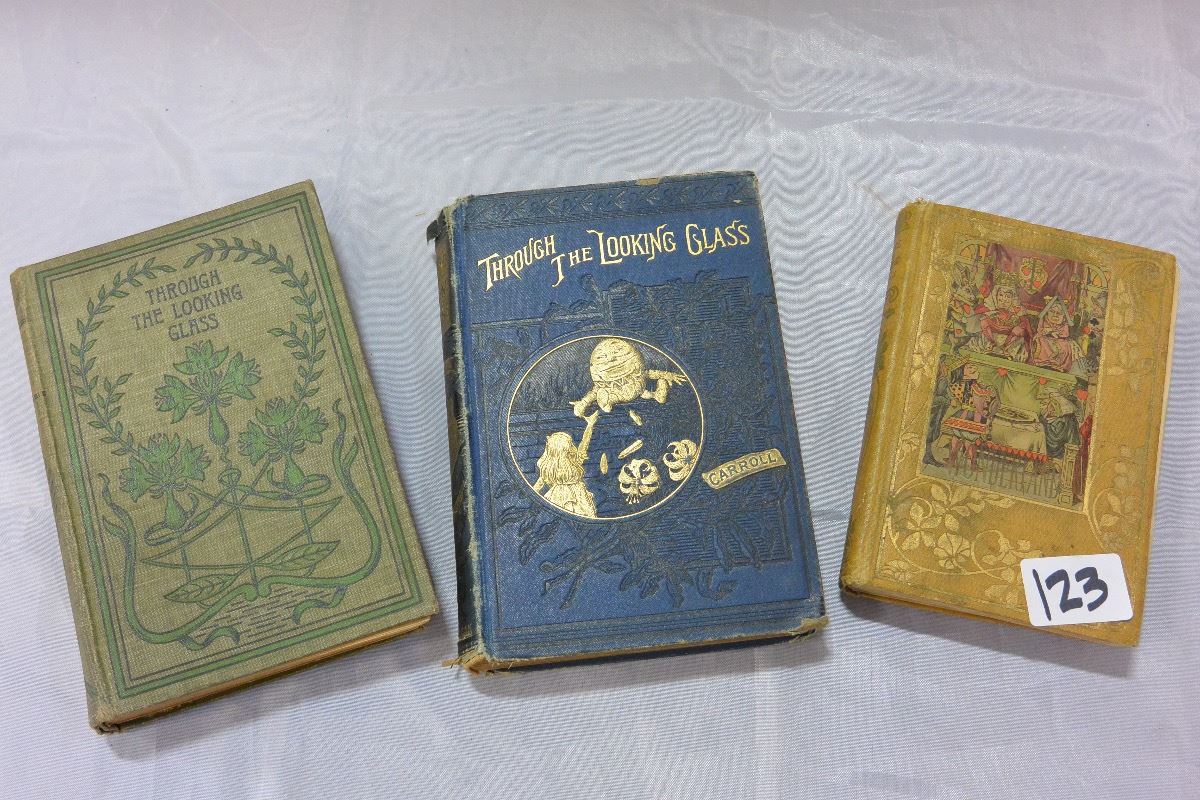 THROUGH
THE LOOKING
GLASS
THROUGH
THE LOOKING GLASS
CARROLL
123